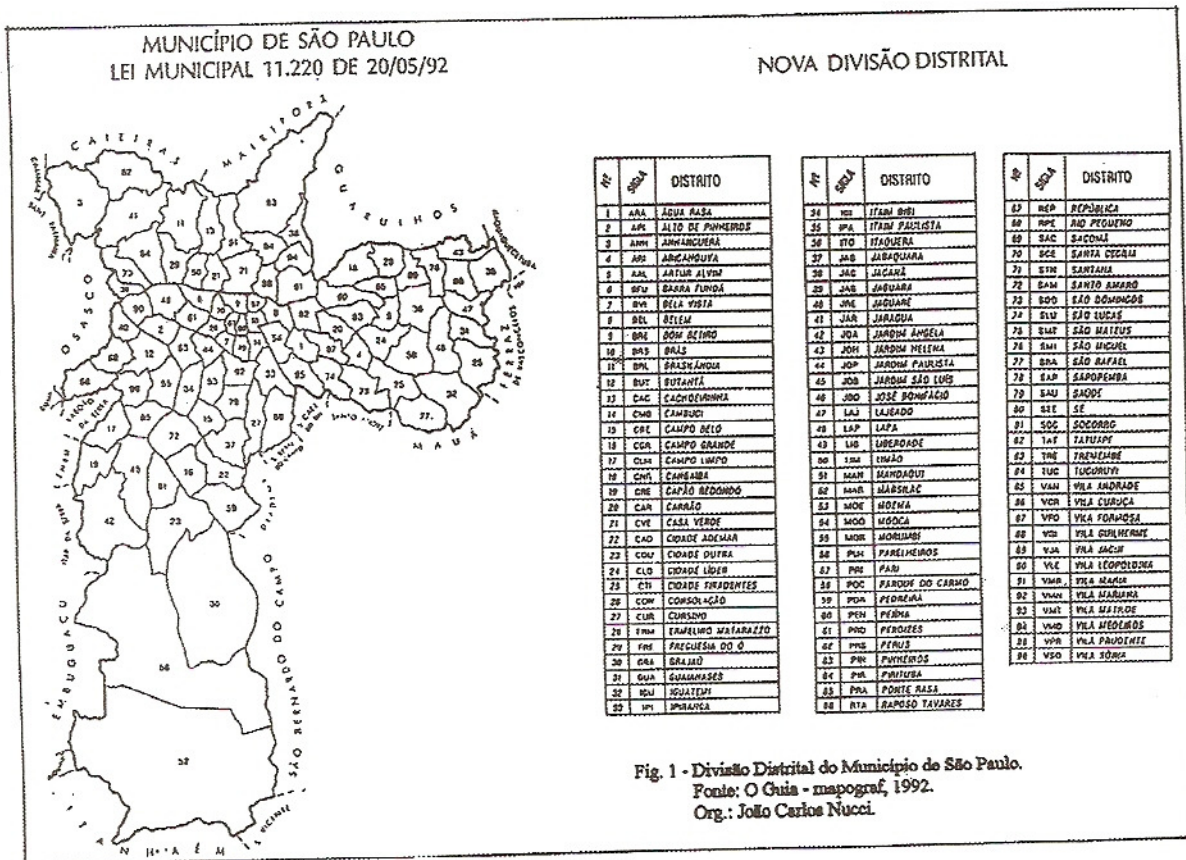 MUNICÍPIO DE SÃO PAULO
LEI MUNICIPAL 11.220 DE 20/05/92
NOVA DIVISÃO DISTRITAL
CAIEIRAS
MAIRIPORÃ
GUARULHOS
OSASCO
MAUÁ
EMBUGUAÇU
SÃO BERNARDO DO CAMPO
S. VICENTE
ITANHAÉM
Nº SIGLA DISTRITO
1 ARA ÁGUA RASA
2 API ALTO DE PINHEIROS
3 ANH ANHANGUERA
4 ARI ARICANDUVA
5 AAL ARTUR ALVIM
6 BFU BARRA FUNDA
7 BVI BELA VISTA
8 BEL BELÉM
9 BRE BOM RETIRO
10 BRS BRÁS
11 BRL BRASILÂNDIA
12 BUT BUTANTÃ
13 CAC CACHOEIRINHA
14 CMB CAMBUCI
15 CBE CAMPO BELO
16 CGR CAMPO GRANDE
17 CLM CAMPO LIMPO
18 CNG CANGAIBA
19 CRE CAPÃO REDONDO
20 CAR CARRÃO
21 CVE CASA VERDE
22 CAD CIDADE ADEMAR
23 CDU CIDADE DUTRA
24 CLD CIDADE LÍDER
25 CTI CIDADE TIRADENTES
26 CON CONSOLAÇÃO
27 CUR CURSINO
28 ERM ERMELINO MATARAZZO
29 FRE FREGUESIA DO Ó
30 GRA GRAJAÚ
31 GUA GUAIANASES
32 IGU IGUATEMI
33 IPI IPIRANGA
Nº SIGLA DISTRITO
34 IBI ITAIM BIBI
35 IPA ITAIM PAULISTA
36 ITQ ITAQUERA
37 JAB JABAQUARA
38 JAC JAÇANÃ
39 JAG JAGUARA
40 JRE JAGUARÉ
41 JAR JARAGUA
42 JDA JARDIM ÂNGELA
43 JDH JARDIM HELENA
44 JDP JARDIM PAULISTA
45 JDS JARDIM SÃO LUÍS
46 JBO JOSÉ BONIFÁCIO
47 LAJ LAJEADO
48 LAP LAPA
49 LIB LIBERDADE
50 LIM LIMÃO
51 MAN MANDAQUI
52 MAR MARSILAC
53 MOE MOEMA
54 MOO MOOCA
55 MOR MORUMBI
56 PLH PARELHEIROS
57 PRI PARI
58 POC PARQUE DO CARMO
59 PDR PEDREIRA
60 PEN PENHA
61 PRD PERDIZES
62 PRS PERUS
63 PIN PINHEIROS
64 PIR PIRITUBA
65 PRA PONTE RASA
66 RTA RAPOSO TAVARES
Nº SIGLA DISTRITO
67 REP REPÚBLICA
68 RPE RIO PEQUENO
69 SAC SACOMÃ
70 SCE SANTA CECÍLIA
71 STN SANTANA
72 SAM SANTO AMARO
73 SDO SÃO DOMINGOS
74 SLU SÃO LUCAS
75 SMT SÃO MATEUS
76 SMI SÃO MIGUEL
77 SRA SÃO RAFAEL
78 SAP SAPOPEMBA
79 SAU SAÚDE
80 SEE SÉ
81 SOC SOCORRO
82 TAT TATUAPÉ
83 TRE TREMEMBÉ
84 TUC TUCURUVI
85 VAN VILA ANDRADE
86 VCR VILA CURUÇA
87 VFO VILA FORMOSA
88 VGI VILA GUILHERME
89 VJA VILA JACUÍ
90 VLE VILA LEOPOLDINA
91 VMR VILA MARIA
92 VMN VILA MARIANA
93 VMT VILA MATILDE
94 VMD VILA MEDEIROS
95 VPR VILA PRUDENTE
96 VSO VILA SÔNIA
Fig. 1 - Divisão Distrital do Município de São Paulo.
Fonte: O Guia - mapograf, 1992.
Org.: João Carlos Nucci.